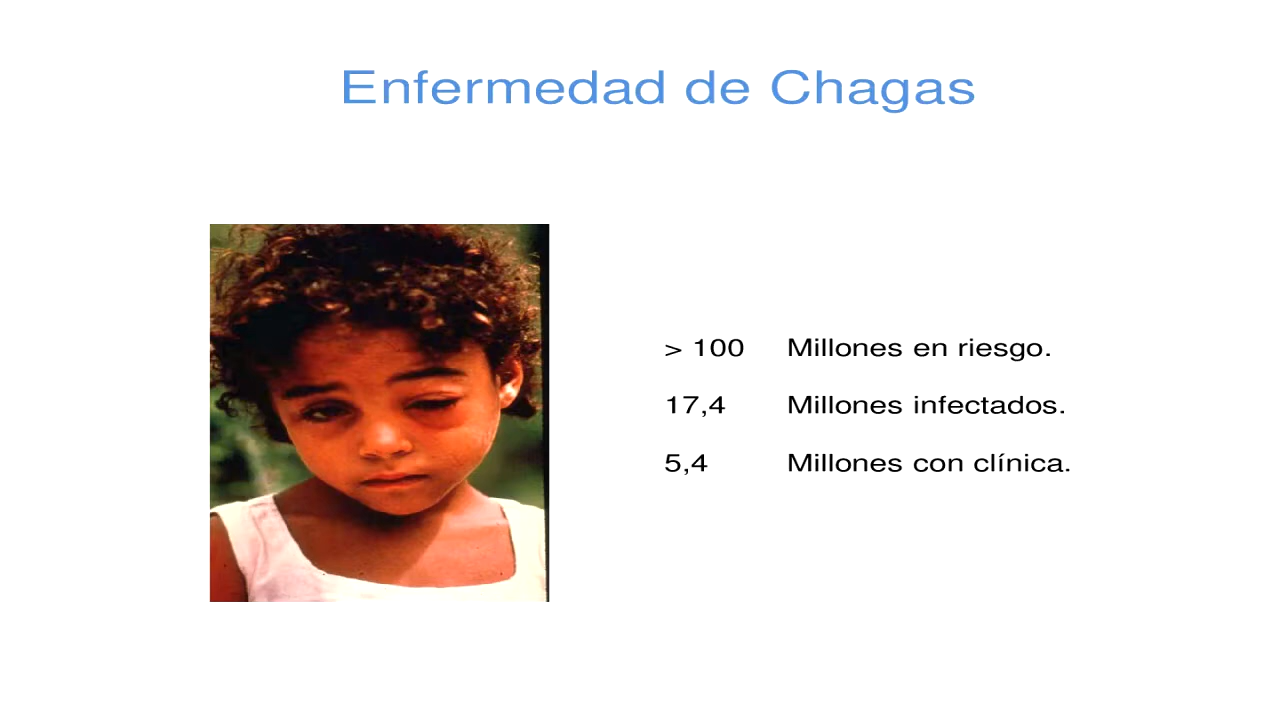 Enfermedad de Chagas
> 100 Millones en riesgo.
17,4 Millones infectados.
5,4 Millones con clínica.